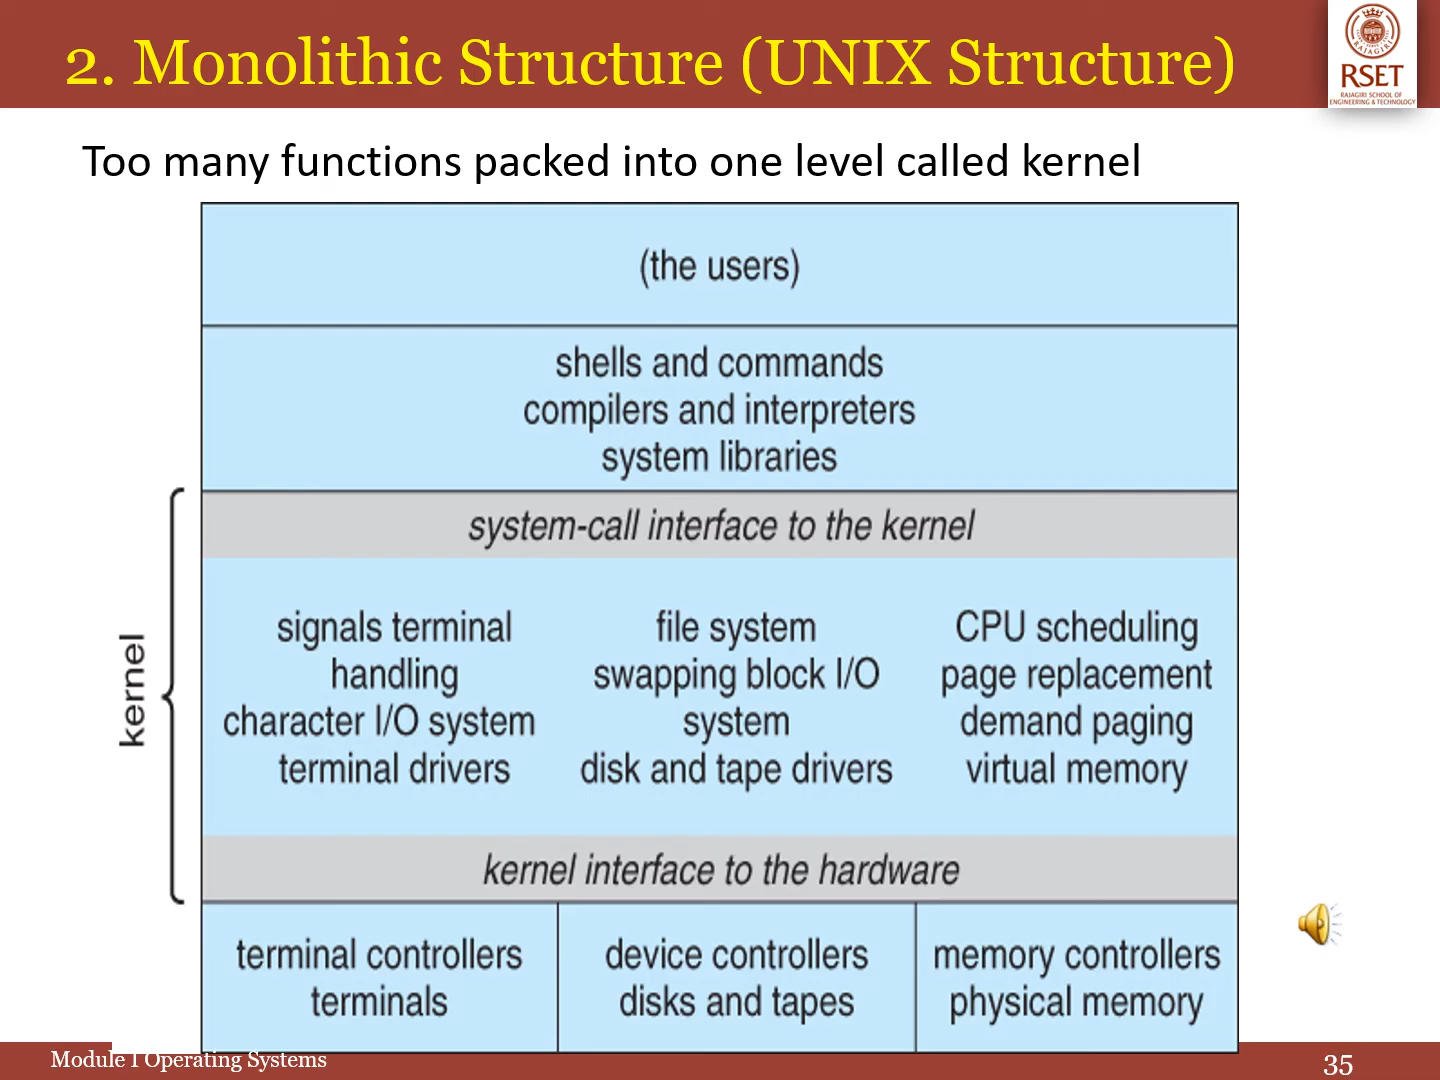 2. Monolithic Structure (UNIX Structure)
RAJAGIRI
RSET
RAJAGIRI SCHOOL OF
ENGINEERING & TECHNOLOGY
Too many functions packed into one level called kernel
(the users)
shells and commands
compilers and interpreters
system libraries
kernel
system-call interface to the kernel
signals terminal
handling
character I/O system
terminal drivers
file system
swapping block I/O
system
disk and tape drivers
CPU scheduling
page replacement
demand paging
virtual memory
kernel interface to the hardware
terminal controllers
terminals
device controllers
disks and tapes
memory controllers
physical memory
Module I Operating Systems
35